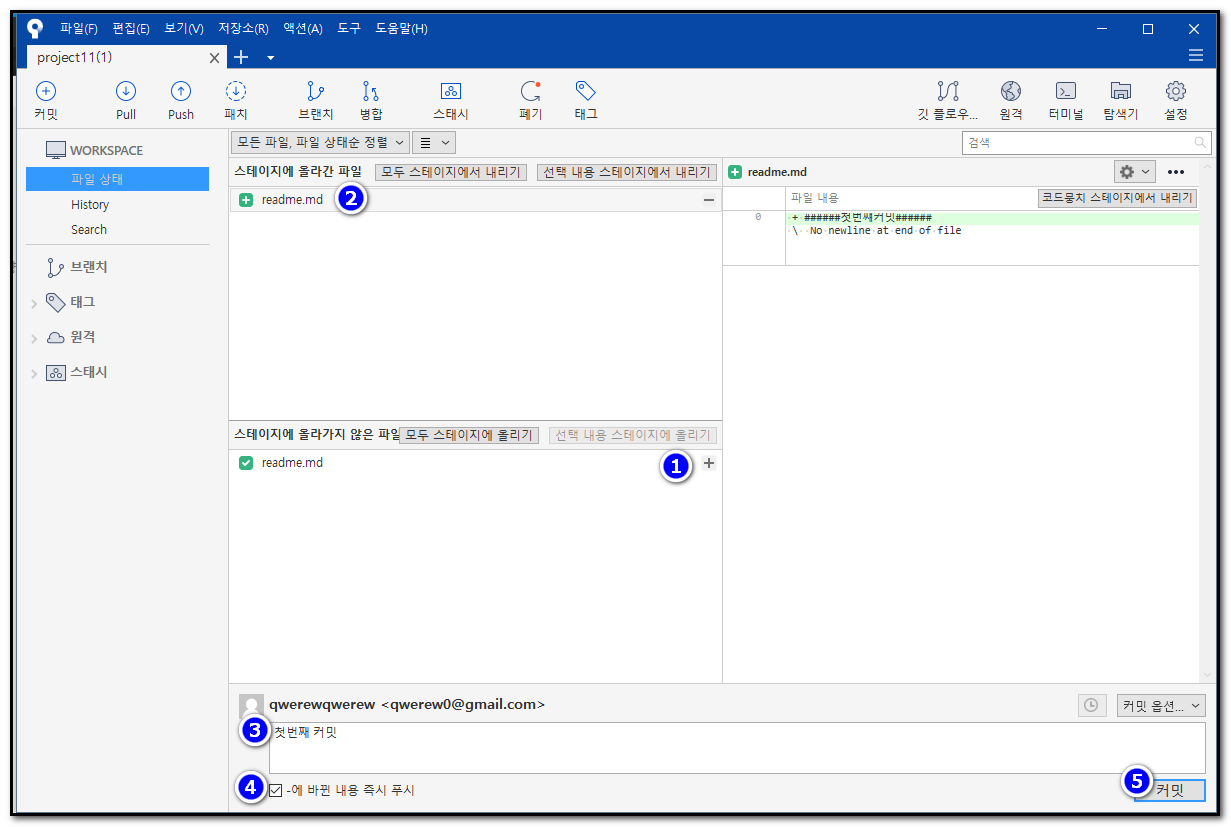 파일(F) 편집(E) 보기(V) 저장소(R) 액션(A) 도구 도움말(H)
project11(1)
커밋 Pull Push 패치 브랜치 병합 스태시 폐기 태그 깃 플로우... 원격 터미널 탐색기 설정
WORKSPACE
파일 상태
History
Search
브랜치
태그
원격
스태시
모든 파일, 파일 상태순 정렬
검색
스테이지에 올라간 파일 모두 스테이지에서 내리기 선택 내용 스테이지에서 내리기
readme.md 2
readme.md
파일 내용 코드뭉치 스테이지에서 내리기
0 + ######첫번째커밋######
\ No newline at end of file
스테이지에 올라가지 않은 파일 모두 스테이지에 올리기 선택 내용 스테이지에 올리기
readme.md 1
qwerewqwerew <qwerew0@gmail.com> 커밋 옵션...
3 첫번째 커밋
4 -에 바뀐 내용 즉시 푸시
5 커밋